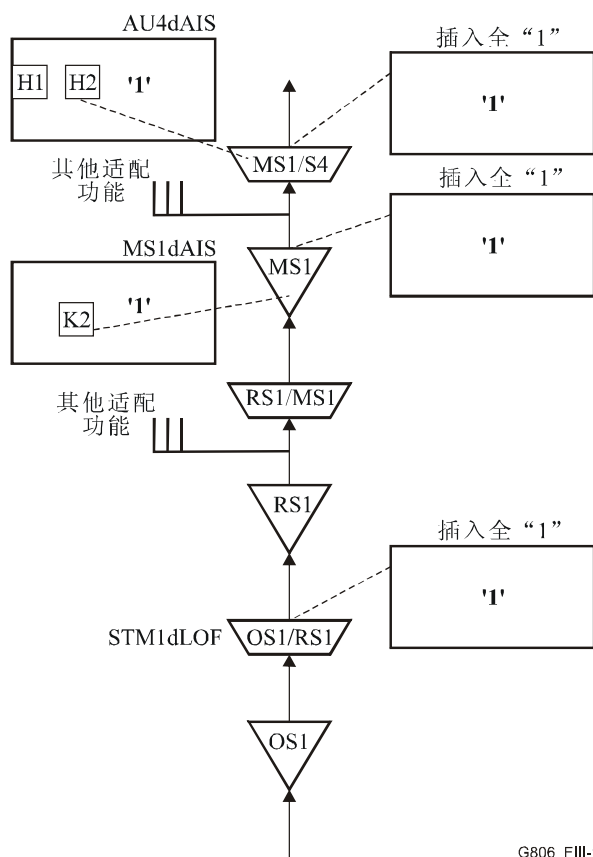 AU4dAIS
插入全“1”
H1 H2 '1'
'1'
MS1/S4
其他适配
功能
插入全“1”
MS1dAIS
MS1
'1'
'1'
K2
RS1/MS1
其他适配
功能
RS1
插入全“1”
'1'
STM1dLOF
OS1/RS1
OS1